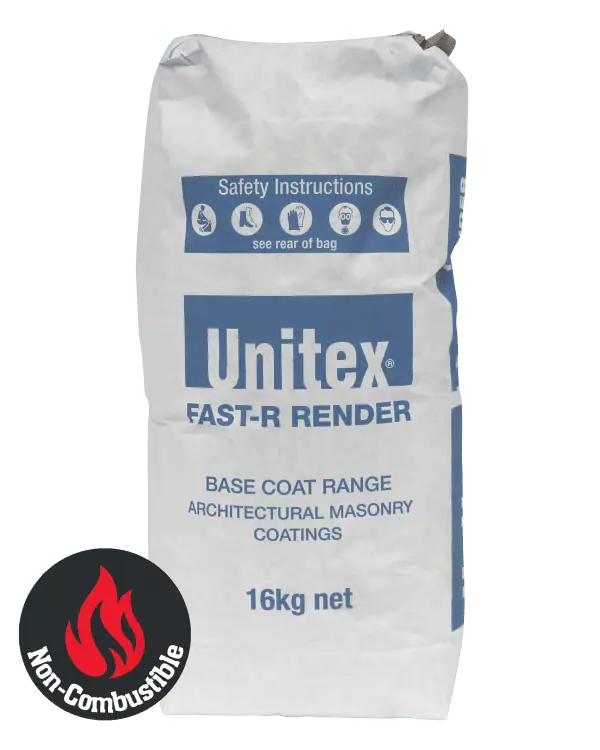 Safety Instructions
see rear of bag
Unitex®
FAST-R RENDER
BASE COAT RANGE
ARCHITECTURAL MASONRY
COATINGS
16kg net
Non-Combustible